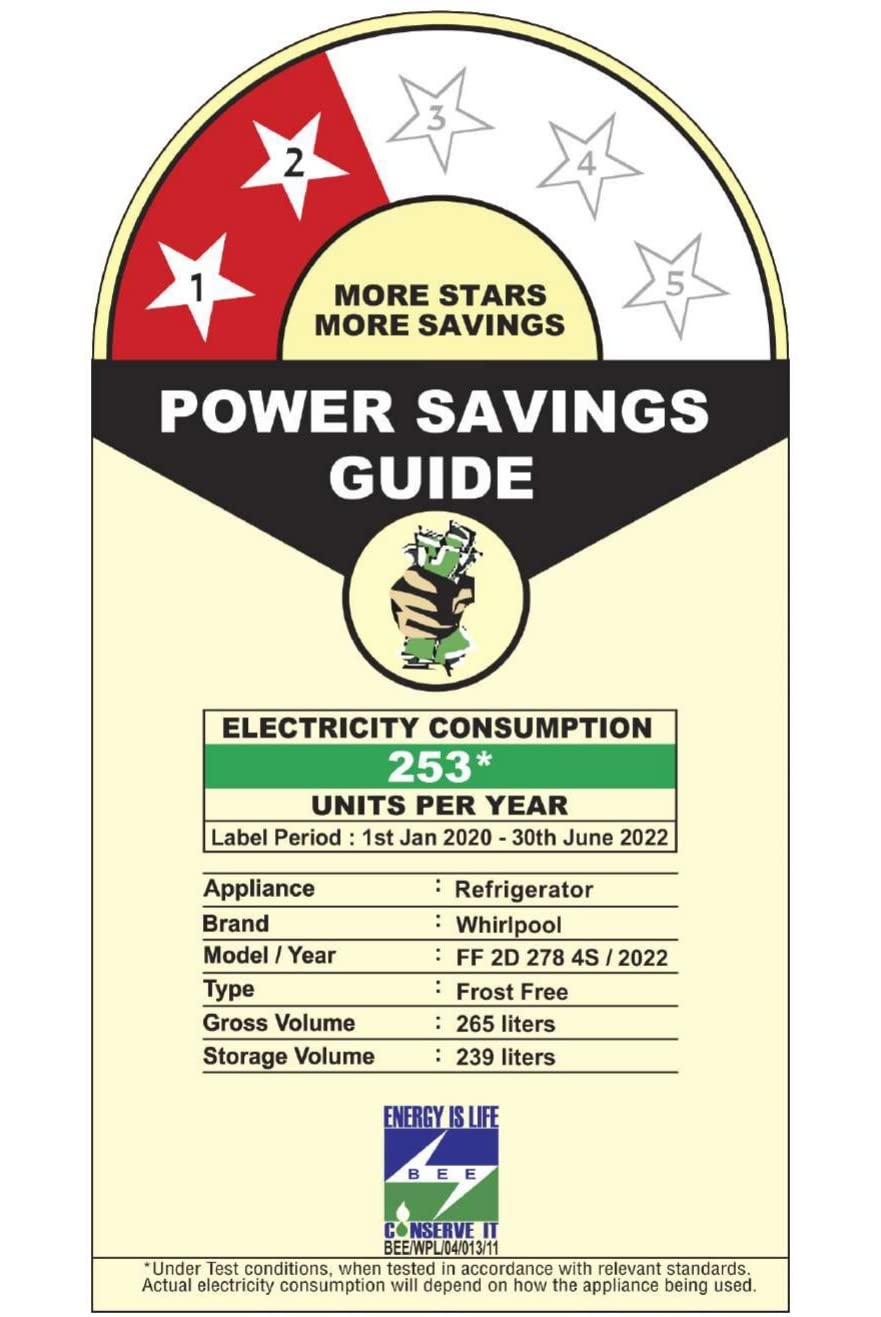 1
2
3
4
5
MORE STARS
MORE SAVINGS
POWER SAVINGS
GUIDE
ELECTRICITY CONSUMPTION
253*
UNITS PER YEAR
Label Period : 1st Jan 2020 - 30th June 2022
Appliance : Refrigerator
Brand : Whirlpool
Model / Year : FF 2D 278 4S / 2022
Type : Frost Free
Gross Volume : 265 liters
Storage Volume : 239 liters
ENERGY IS LIFE
BEE
CONSERVE IT
BEE/WPL/04/013/11
*Under Test conditions, when tested in accordance with relevant standards.
Actual electricity consumption will depend on how the appliance being used.